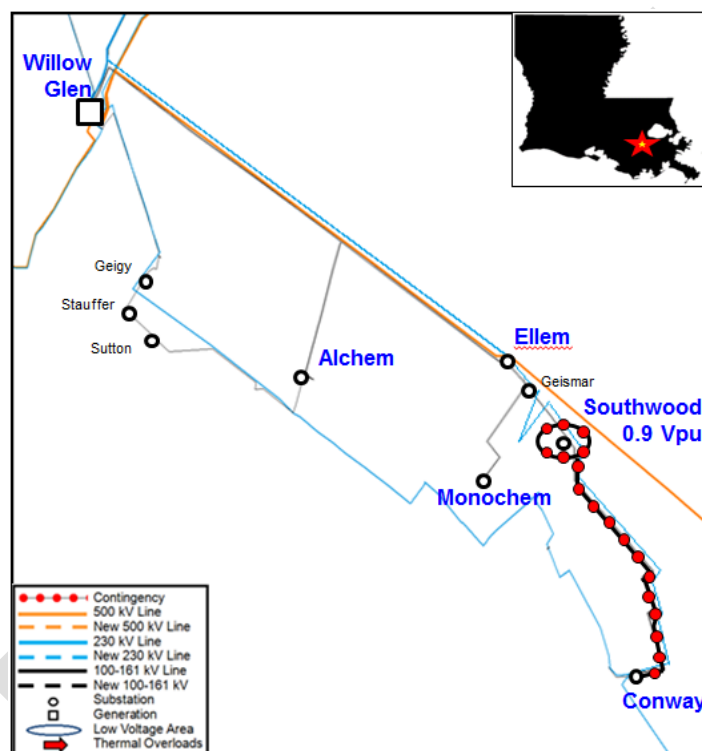 Willow
Glen
Geigy
Stauffer
Sutton
Alchem
Ellem
Geismar
Southwood
0.9 Vpu
Monochem
Conway
Contingency
500 kV Line
New 500 kV Line
230 kV Line
New 230 kV Line
100-161 kV Line
New 100-161 kV
Substation
Generation
Low Voltage Area
Thermal Overloads